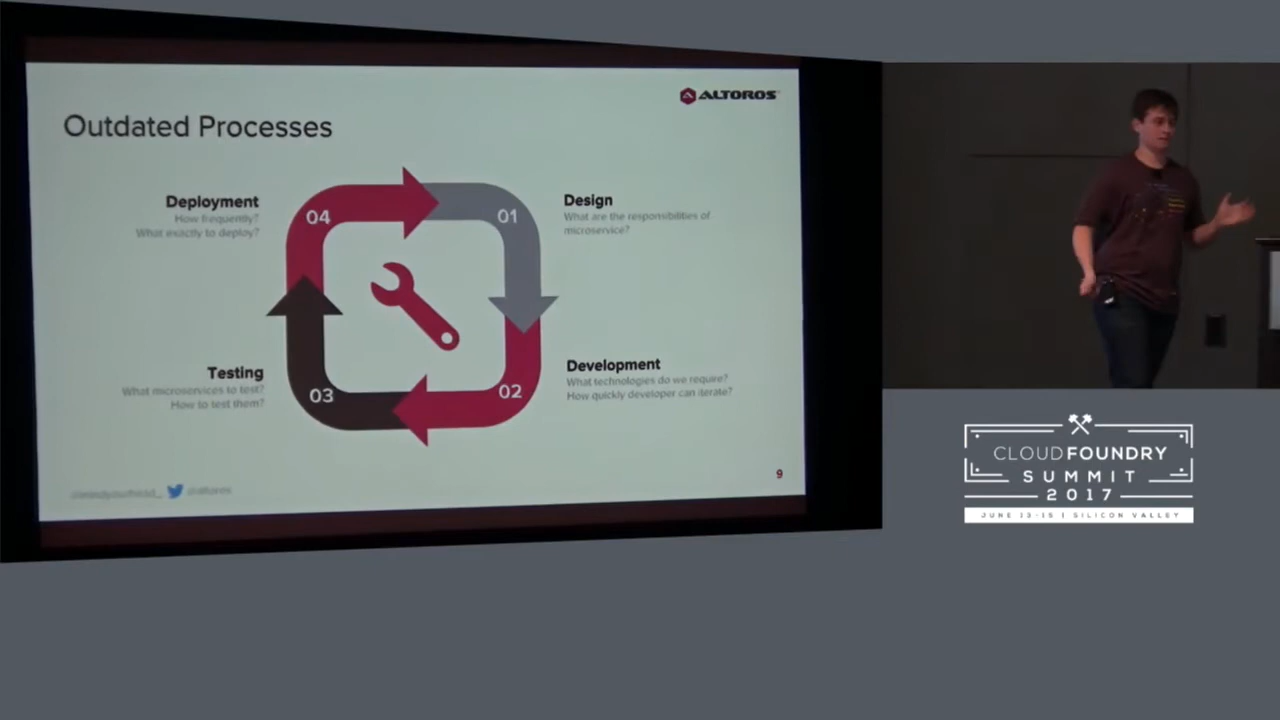 ALTOROS
Outdated Processes
Deployment
How frequently?
What exactly to deploy?
04
01
Design
What are the responsibilities of
microservice?
Testing
What microservices to test?
How to test them?
03
02
Development
What technologies do we require?
How quickly developer can iterate?
9
@altoros
CLOUDFOUNDRY
SUMMIT
2017
JUNE 13-15 | SILICON VALLEY